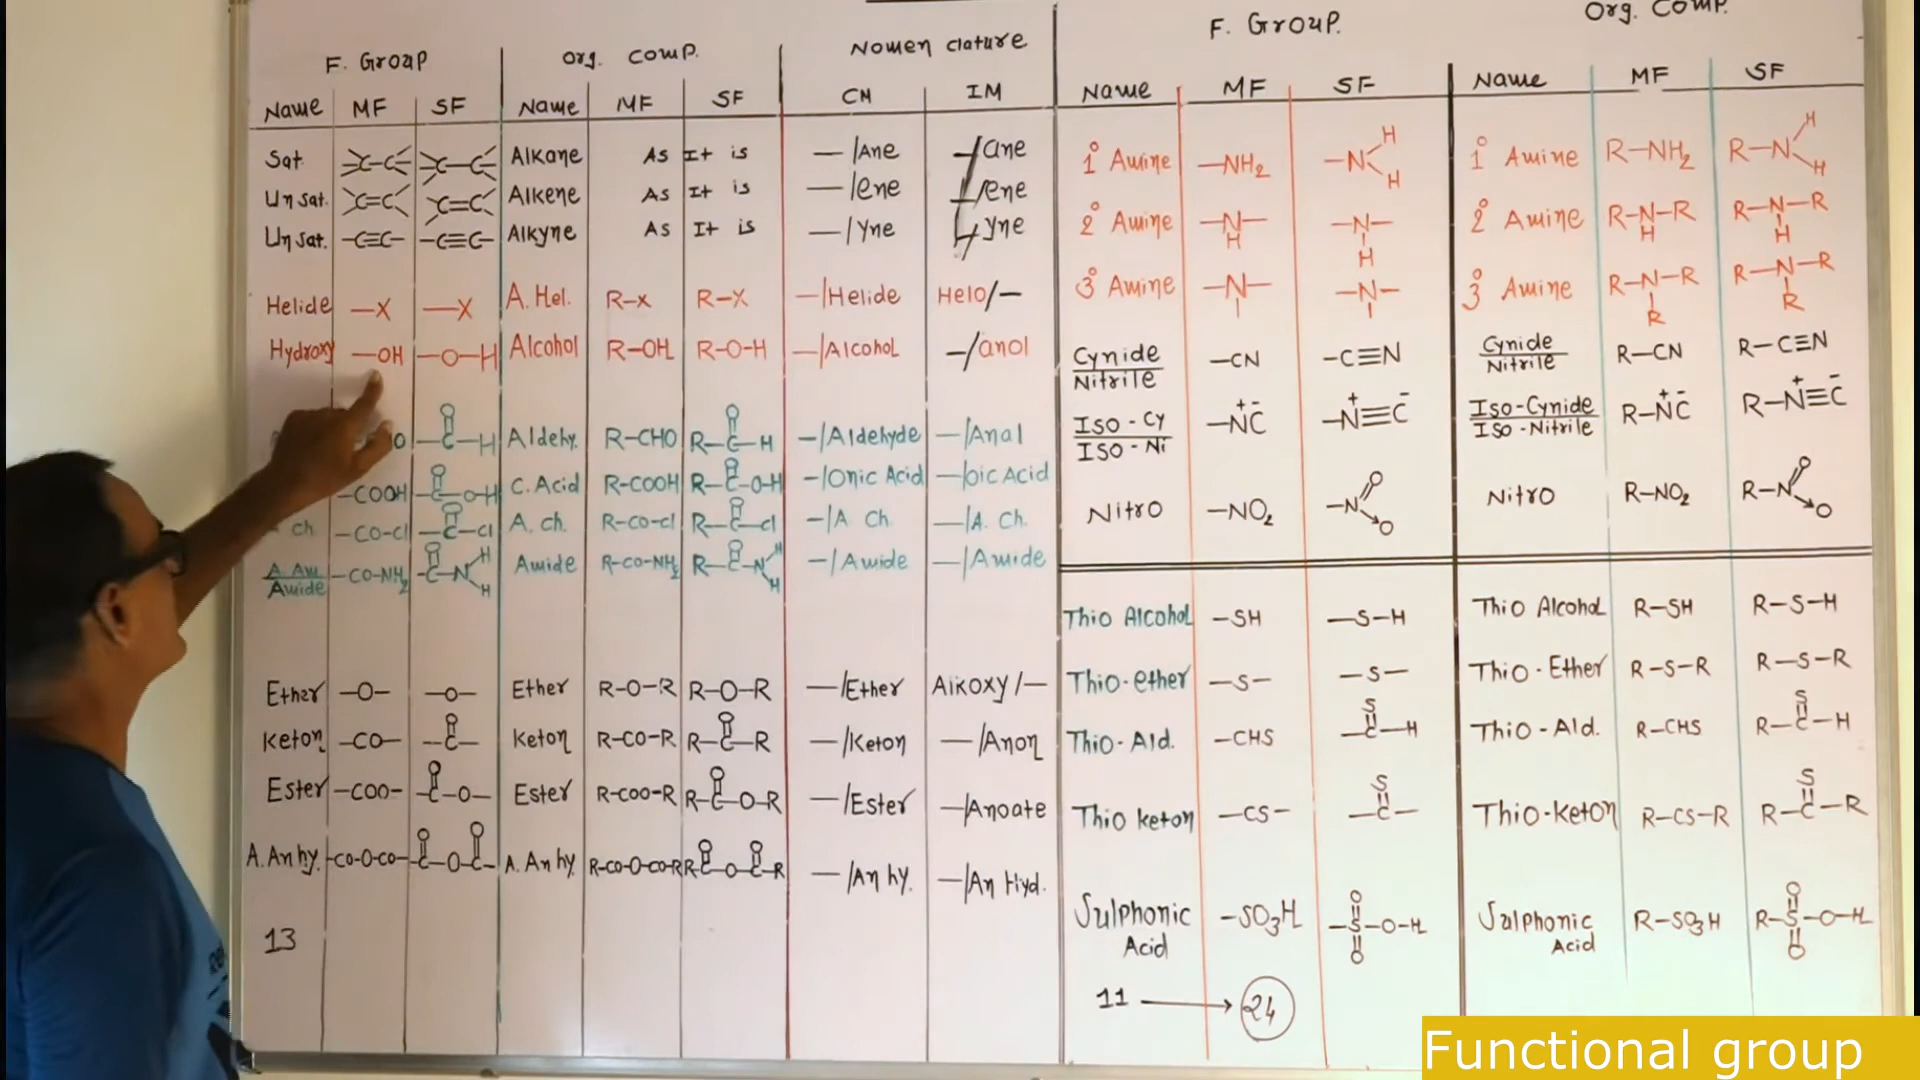 F. Group Org. Comp. Nomen clature
Name MF SF Name MF SF CM IM
Sat. Alkane As It is —/Ane —/ane
Unsat. Alkene As It is —/ene —/ene
Unsat. -C≡C- -C≡C- Alkyne As It is —/Yne —/yne
Helide —X —X A. Hel. R-X R-X —/Helide Helo/—
Hydroxy —OH —O—H Alcohol R-OH R-O-H —/Alcohol —/anol
O C—H Aldehy. R-CHO R-C-H O —/Aldehyde —/Anal
-COOH -C-O-H O C. Acid R-COOH R-C-O-H O —/Onic Acid —/oic Acid
ch -CO-Cl -C-Cl O A. ch. R-CO-Cl R-C-Cl O —/A Ch. —/A. Ch.
A. Am -CO-NH2 -C-N O H H Amide R-CO-NH2 R-C-N O H H —/Amide —/Amide
Amide
Ether -O- -O- Ether R-O-R R-O-R —/Ether Alkoxy/—
Keton -CO- -C- O Keton R-CO-R R-C-R O —/Keton —/Anon
Ester -COO- -C-O- O Ester R-COO-R R-C-O-R O —/Ester —/Anoate
A. Anhy. -CO-O-CO- -C-O-C- O O A. Anhy. R-CO-O-CO-R R-C-O-C-R O O —/Anhy. —/An Hyd.
13
F. Group. Org. Comp.
Name MF SF Name MF SF
1° Amine —NH2 —N H H 1° Amine R-NH2 R-N H H
2° Amine -N- H -N- H 2° Amine R-N-R H R-N-R H
3° Amine -N- -N- 3° Amine R-N-R R R-N-R R
Cynide -CN -C≡N Cynide R-CN R-C≡N
Nitrile Nitrile
Iso-Cy -N+C- -N+≡C- Iso-Cynide R-N+C- R-N+≡C-
Iso-Ni Iso-Nitrile
Nitro -NO2 -N O O Nitro R-NO2 R-N O O
Thio Alcohol -SH -S-H Thio Alcohol R-SH R-S-H
Thio-ether -S- -S- Thio-Ether R-S-R R-S-R
Thio-Ald. -CHS -C-H S Thio-Ald. R-CHS R-C-H S
Thio keton -CS- -C- S Thio-keton R-CS-R R-C-R S
Sulphonic -SO3H -S-O-H O O Sulphonic R-SO3H R-S-O-H O O
Acid Acid
11 → 24
Functional group